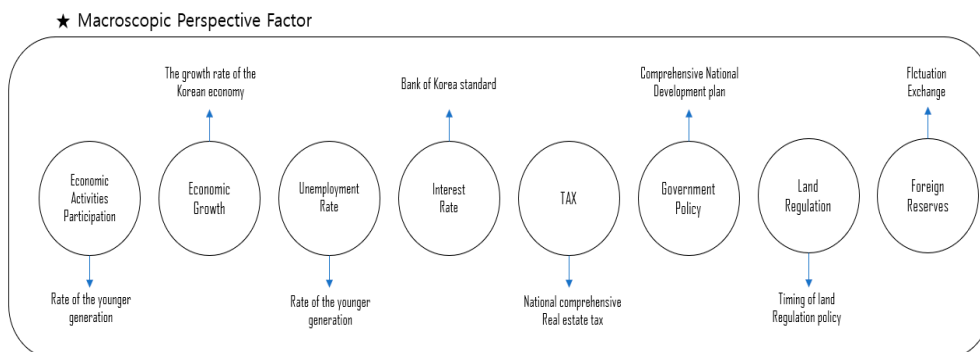 ★ Macroscopic Perspective Factor
The growth rate of the
Korean economy
Bank of Korea standard
Comprehensive National
Development plan
Flctuation
Exchange
Economic
Activities
Participation
Economic
Growth
Unemployment
Rate
Interest
Rate
TAX
Government
Policy
Land
Regulation
Foreign
Reserves
Rate of the younger
generation
Rate of the younger
generation
National comprehensive
Real estate tax
Timing of land
Regulation policy